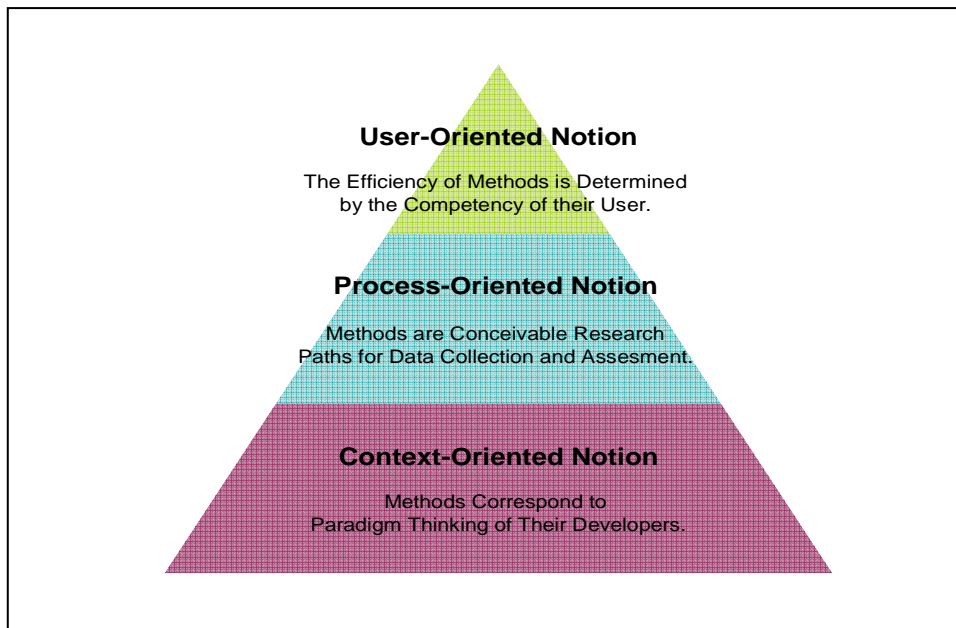 User-Oriented Notion
The Efficiency of Methods is Determined
by the Competency of their User.
Process-Oriented Notion
Methods are Conceivable Research
Paths for Data Collection and Assesment.
Context-Oriented Notion
Methods Correspond to
Paradigm Thinking of Their Developers.